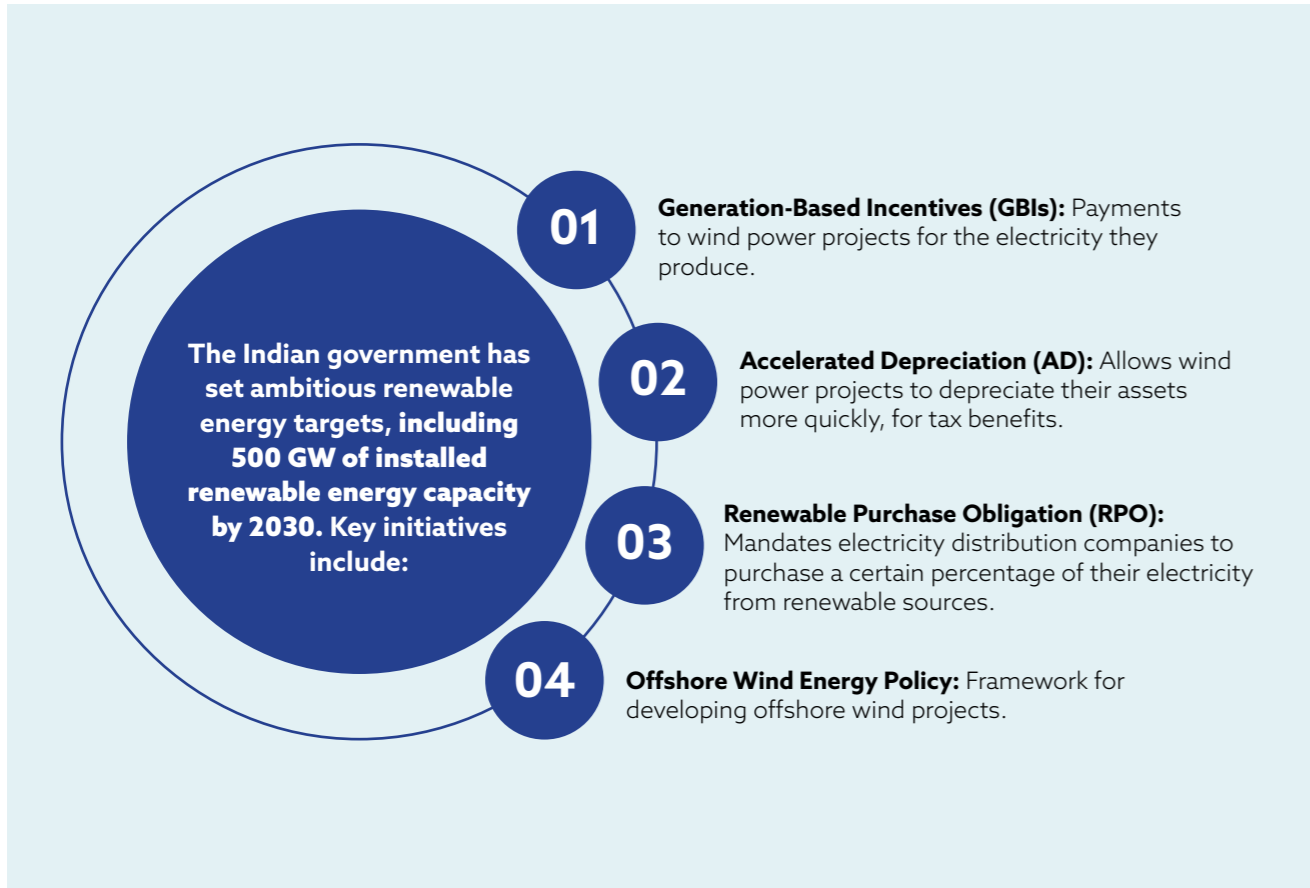 The Indian government has
set ambitious renewable
energy targets, including
500 GW of installed
renewable energy capacity
by 2030. Key initiatives
include:
01
Generation-Based Incentives (GBIs): Payments
to wind power projects for the electricity they
produce.
02
Accelerated Depreciation (AD): Allows wind
power projects to depreciate their assets
more quickly, for tax benefits.
03
Renewable Purchase Obligation (RPO):
Mandates electricity distribution companies to
purchase a certain percentage of their electricity
from renewable sources.
04
Offshore Wind Energy Policy: Framework for
developing offshore wind projects.